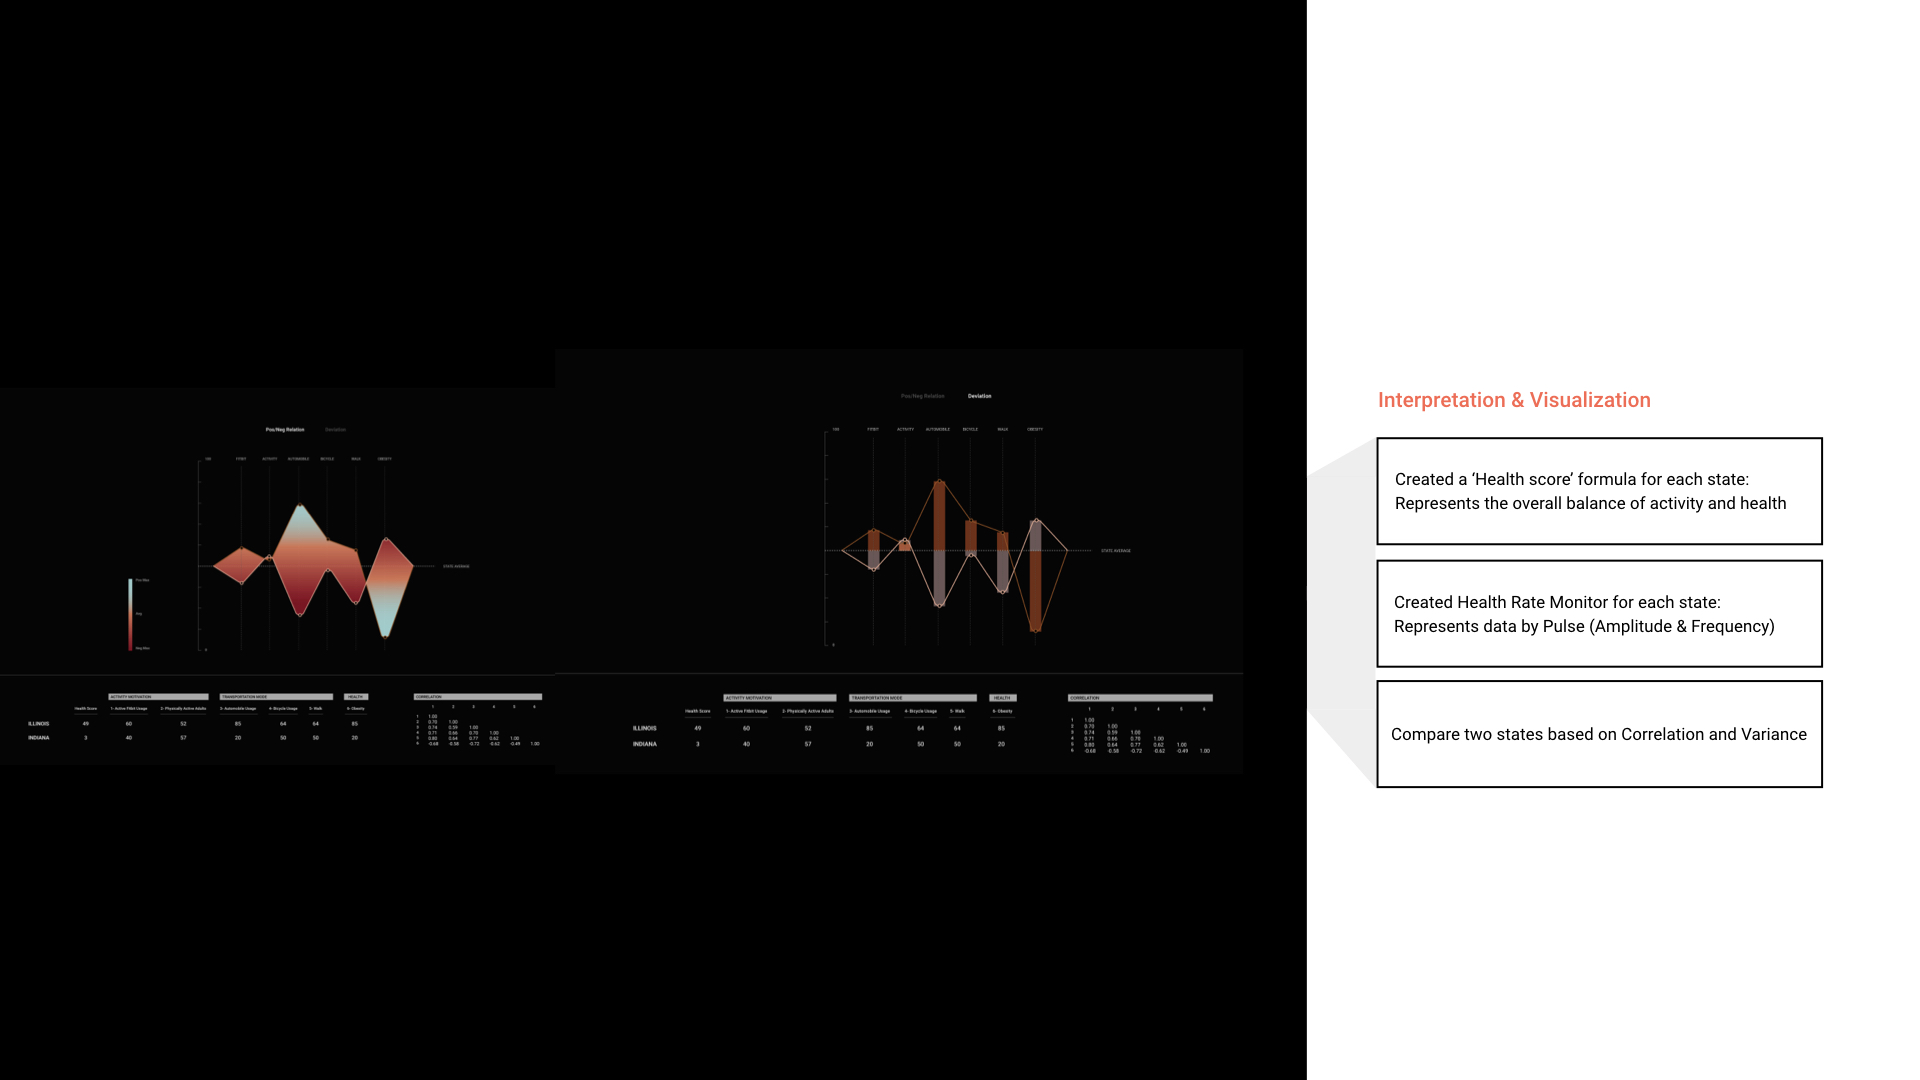 Pos/Neg Relation Deviation
100 FITBIT ACTIVITY AUTOMOBILE BICYCLE WALK OBESITY
STATE AVERAGE
Pos Max
Avg
Neg Max
0
ACTIVITY MOTIVATION TRANSPORTATION MODE HEALTH CORRELATION
Health Score 1- Active Fitbit Usage 2- Physically Active Adults 3- Automobile Usage 4- Bicycle Usage 5- Walk 6- Obesity 1 2 3 4 5 6
ILLINOIS 49 60 52 85 64 64 85
INDIANA 3 40 57 20 50 50 20
1 1.00
2 0.70 1.00
3 0.74 0.59 1.00
4 0.71 0.66 0.70 1.00
5 0.80 0.64 0.77 0.62 1.00
6 -0.68 -0.58 -0.72 -0.62 -0.49 1.00
Pos/Neg Relation Deviation
100 FITBIT ACTIVITY AUTOMOBILE BICYCLE WALK OBESITY
STATE AVERAGE
0
ACTIVITY MOTIVATION TRANSPORTATION MODE HEALTH CORRELATION
Health Score 1- Active Fitbit Usage 2- Physically Active Adults 3- Automobile Usage 4- Bicycle Usage 5- Walk 6- Obesity 1 2 3 4 5 6
ILLINOIS 49 60 52 85 64 64 85
INDIANA 3 40 57 20 50 50 20
1 1.00
2 0.70 1.00
3 0.74 0.59 1.00
4 0.71 0.66 0.70 1.00
5 0.80 0.64 0.77 0.62 1.00
6 -0.68 -0.58 -0.72 -0.62 -0.49 1.00
Interpretation & Visualization
Created a ‘Health score’ formula for each state:
Represents the overall balance of activity and health
Created Health Rate Monitor for each state:
Represents data by Pulse (Amplitude & Frequency)
Compare two states based on Correlation and Variance